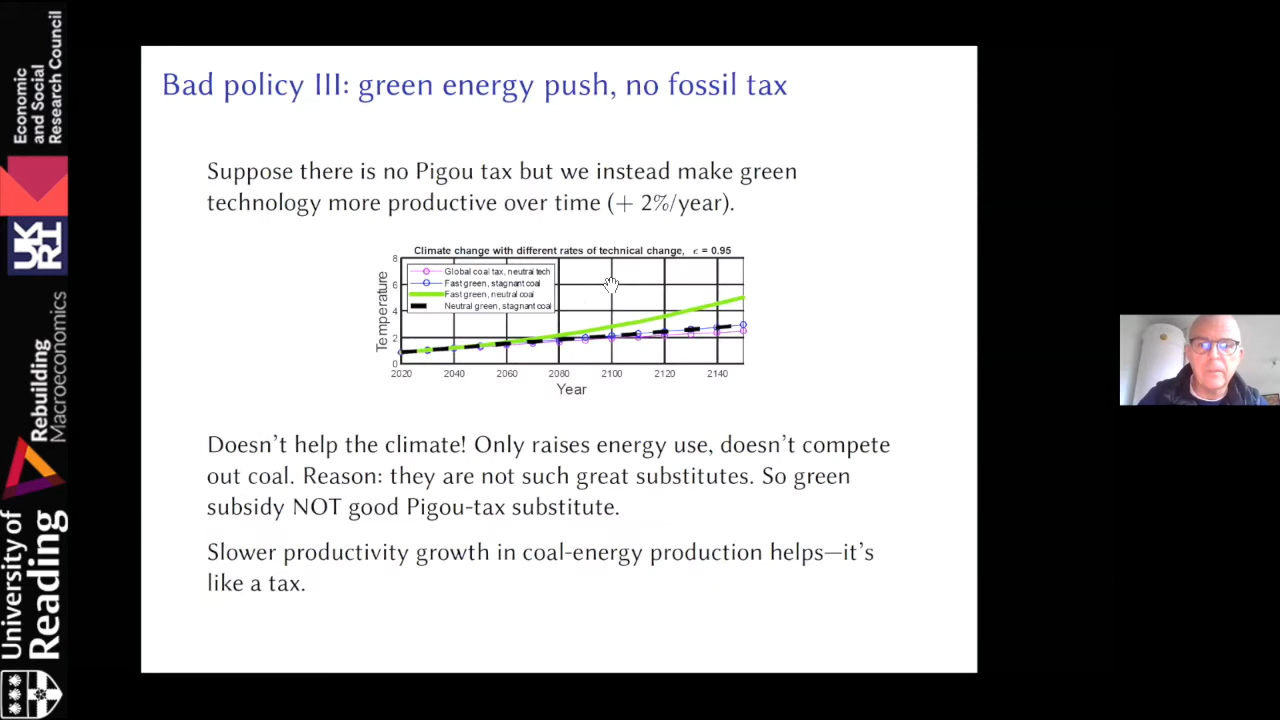 Economic
and Social
Research Council
UK
RI
Rebuilding
Macroeconomics
University of
Reading
Bad policy III: green energy push, no fossil tax
Suppose there is no Pigou tax but we instead make green
technology more productive over time (+ 2%/year).
Climate change with different rates of technical change, ϵ = 0.95
Global coal tax, neutral tech
Fast green, stagnant coal
Fast green, neutral coal
Neutral green, stagnant coal
Temperature
8
6
4
2
0
2020 2040 2060 2080 2100 2120 2140
Year
Doesn't help the climate! Only raises energy use, doesn't compete
out coal. Reason: they are not such great substitutes. So green
subsidy NOT good Pigou-tax substitute.
Slower productivity growth in coal-energy production helps—it's
like a tax.